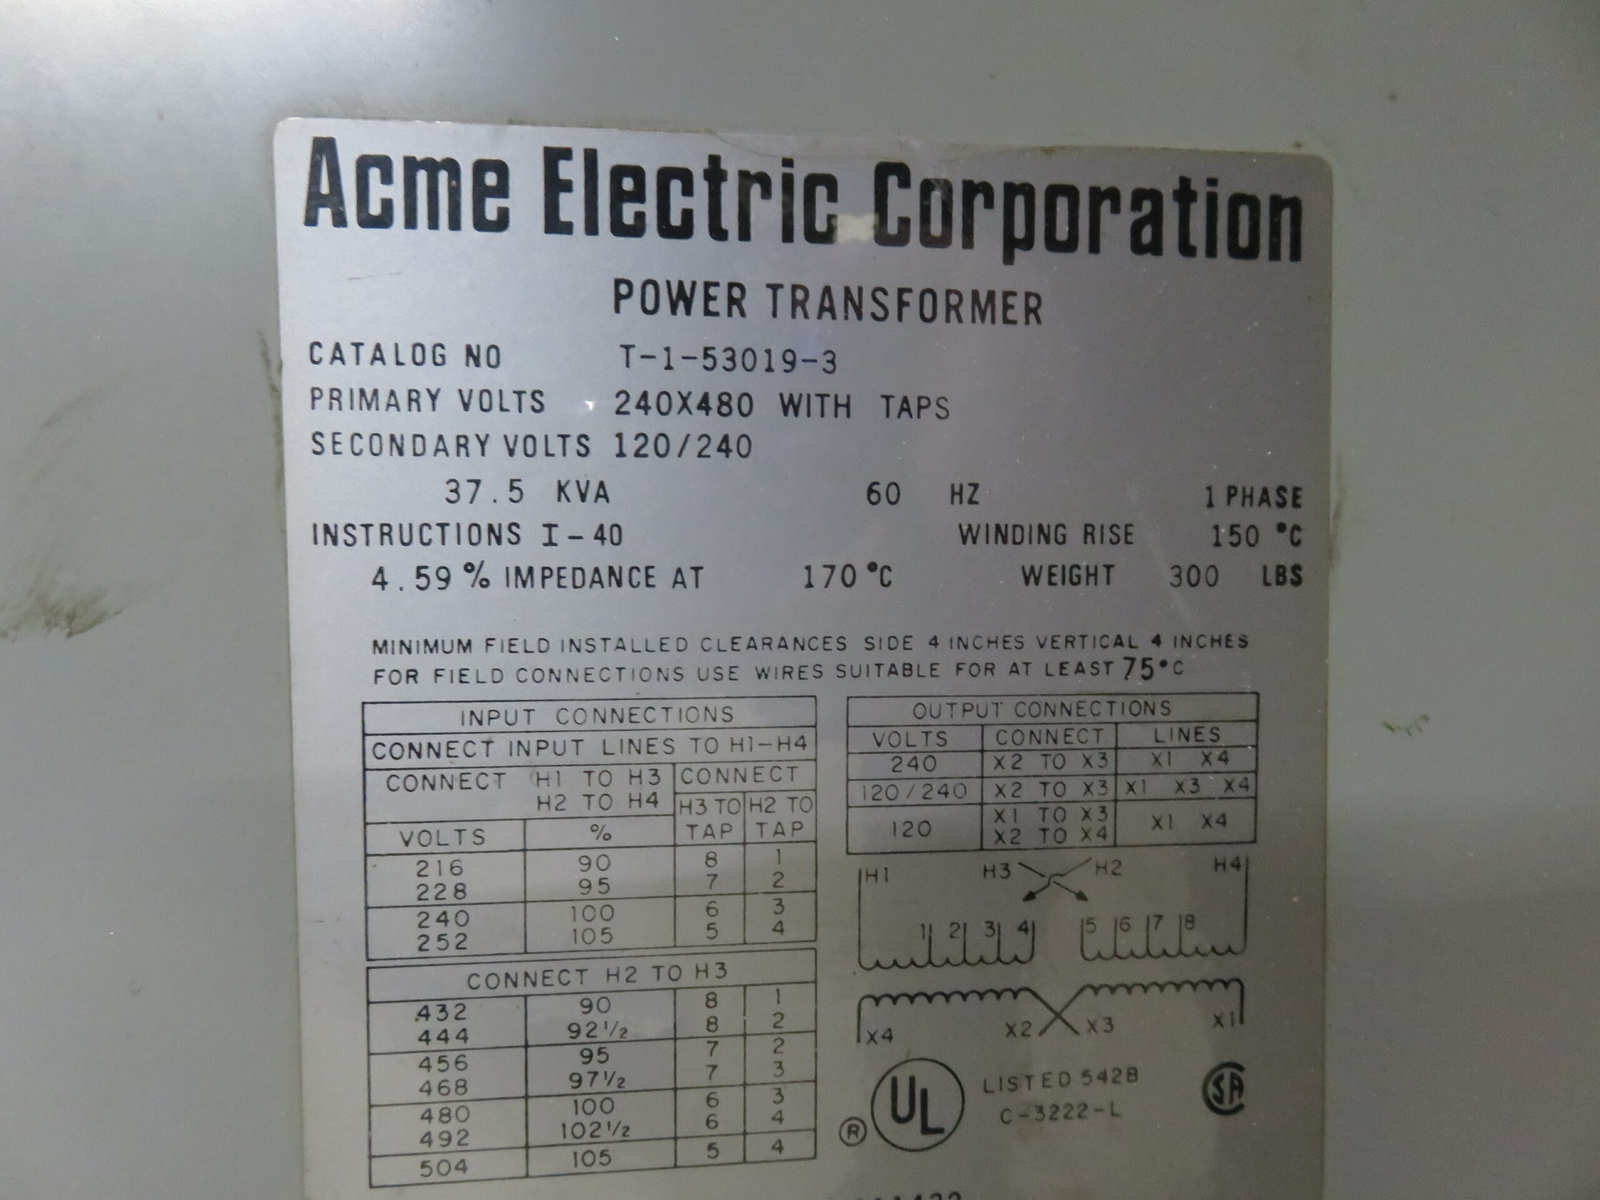 Acme Electric Corporation
POWER TRANSFORMER
CATALOG NO T-1-53019-3
PRIMARY VOLTS 240X480 WITH TAPS
SECONDARY VOLTS 120/240
37.5 KVA 60 HZ 1 PHASE
INSTRUCTIONS I-40 WINDING RISE 150 °C
4.59 % IMPEDANCE AT 170 °C WEIGHT 300 LBS
MINIMUM FIELD INSTALLED CLEARANCES SIDE 4 INCHES VERTICAL 4 INCHES
FOR FIELD CONNECTIONS USE WIRES SUITABLE FOR AT LEAST 75°C
INPUT CONNECTIONS
CONNECT INPUT LINES TO H1-H4
CONNECT H1 TO H3 CONNECT
H2 TO H4 H3 TO H2 TO
VOLTS % TAP TAP
216 90 8 1
228 95 7 2
240 100 6 3
252 105 5 4
CONNECT H2 TO H3
432 90 8 1
444 92 1/2 8 2
456 95 7 2
468 97 1/2 7 3
480 100 6 3
492 102 1/2 6 4
504 105 5 4
OUTPUT CONNECTIONS
VOLTS CONNECT LINES
240 X2 TO X3 X1 X4
120/240 X2 TO X3 X1 X3 X4
120 X1 TO X3 X1 X4
X2 TO X4
H1 H3 H2 H4
1 2 3 4 5 6 7 8
X4 X2 X3 X1
® UL LISTED 542B SA
C-3222-L